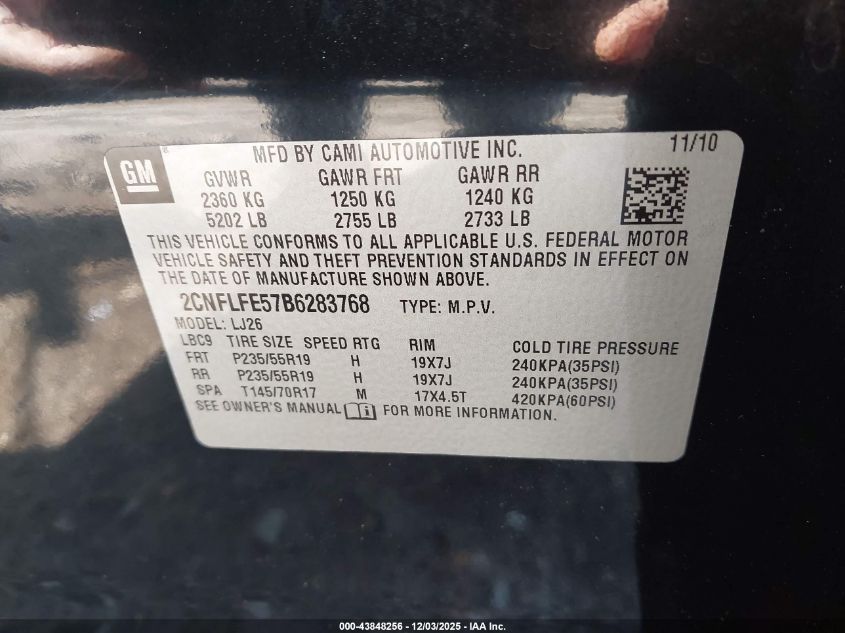 GM
MFD BY CAMI AUTOMOTIVE INC. 11/10
GVWR GAWR FRT GAWR RR
2360 KG 1250 KG 1240 KG
5202 LB 2755 LB 2733 LB
THIS VEHICLE CONFORMS TO ALL APPLICABLE U.S. FEDERAL MOTOR
VEHICLE SAFETY AND THEFT PREVENTION STANDARDS IN EFFECT ON
THE DATE OF MANUFACTURE SHOWN ABOVE.
2CNFLFE57B6283768 TYPE: M.P.V.
MODEL: LJ26
LBC9 TIRE SIZE SPEED RTG RIM COLD TIRE PRESSURE
FRT P235/55R19 H 19X7J 240KPA(35PSI)
RR P235/55R19 H 19X7J 240KPA(35PSI)
SPA T145/70R17 M 17X4.5T 420KPA(60PSI)
SEE OWNER'S MANUAL FOR MORE INFORMATION.
000-43848256 - 12/03/2025 - IAA Inc.